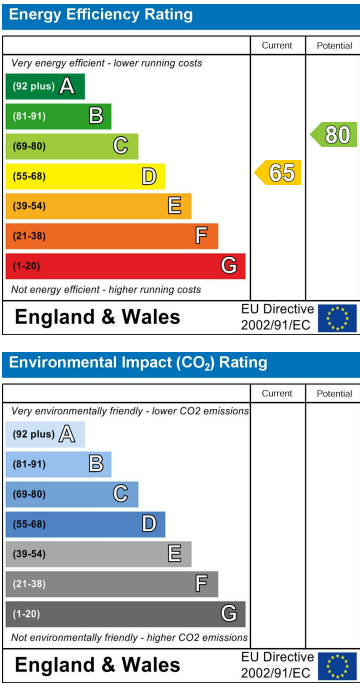 Energy Efficiency Rating
Current Potential
Very energy efficient - lower running costs
(92 plus) A
(81-91) B
(69-80) C
80
(55-68) D
65
(39-54) E
(21-38) F
(1-20) G
Not energy efficient - higher running costs
England & Wales
EU Directive
2002/91/EC
Environmental Impact (CO₂) Rating
Current Potential
Very environmentally friendly - lower CO2 emissions
(92 plus) A
(81-91) B
(69-80) C
(55-68) D
(39-54) E
(21-38) F
(1-20) G
Not environmentally friendly - higher CO2 emissions
England & Wales
EU Directive
2002/91/EC